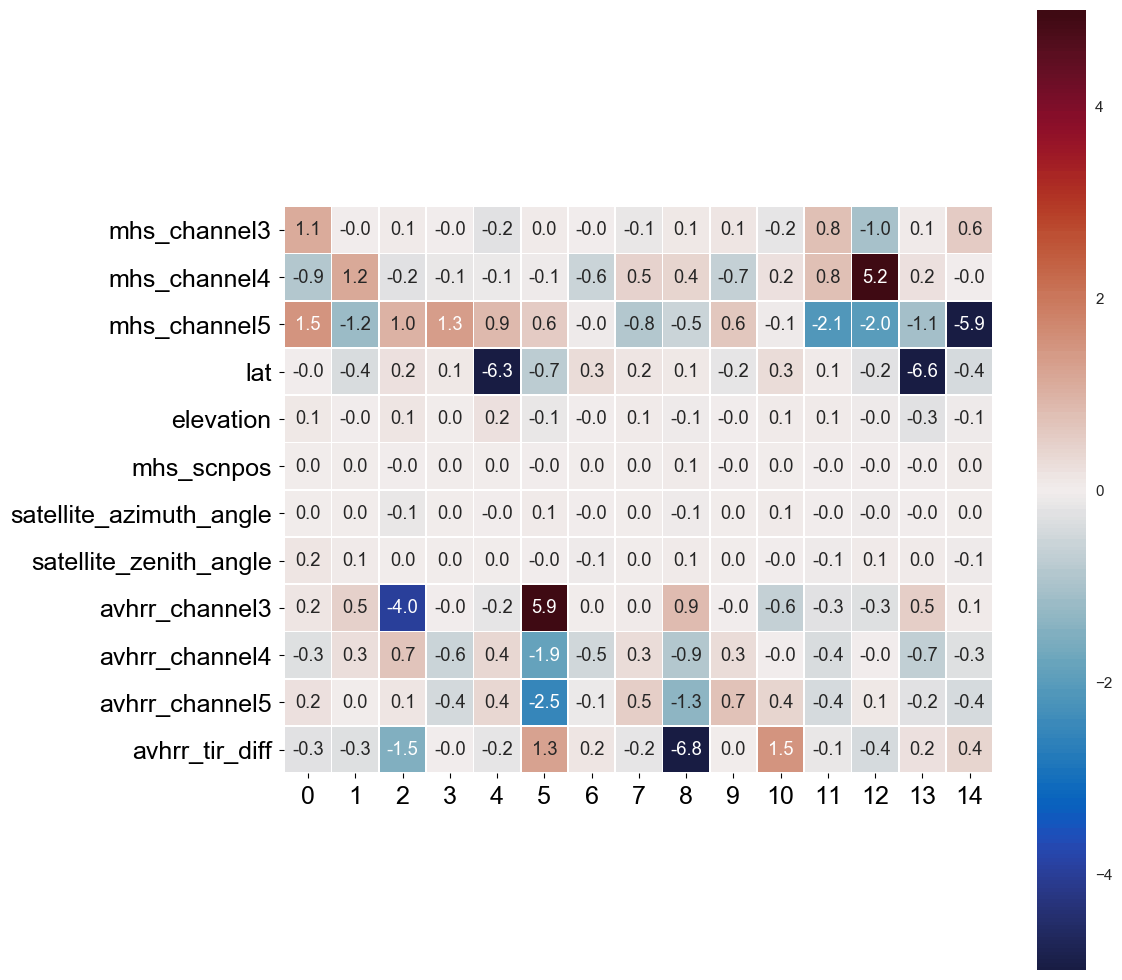 mhs_channel3 1.1 -0.0 0.1 -0.0 -0.2 0.0 -0.0 -0.1 0.1 0.1 -0.2 0.8 -1.0 0.1 0.6
mhs_channel4 -0.9 1.2 -0.2 -0.1 -0.1 -0.1 -0.6 0.5 0.4 -0.7 0.2 0.8 5.2 0.2 -0.0
mhs_channel5 1.5 -1.2 1.0 1.3 0.9 0.6 -0.0 -0.8 -0.5 0.6 -0.1 -2.1 -2.0 -1.1 -5.9
lat -0.0 -0.4 0.2 0.1 -6.3 -0.7 0.3 0.2 0.1 -0.2 0.3 0.1 -0.2 -6.6 -0.4
elevation 0.1 -0.0 0.1 0.0 0.2 -0.1 -0.0 0.1 -0.1 -0.0 0.1 0.1 -0.0 -0.3 -0.1
mhs_scnpos 0.0 0.0 -0.0 0.0 0.0 -0.0 0.0 0.0 0.1 -0.0 0.0 -0.0 -0.0 -0.0 0.0
satellite_azimuth_angle 0.0 0.0 -0.1 0.0 -0.0 0.1 -0.0 0.0 -0.1 0.0 0.1 -0.0 -0.0 -0.0 0.0
satellite_zenith_angle 0.2 0.1 0.0 0.0 0.0 -0.0 -0.1 0.0 0.1 0.0 -0.0 -0.1 0.1 0.0 -0.1
avhrr_channel3 0.2 0.5 -4.0 -0.0 -0.2 5.9 0.0 0.0 0.9 -0.0 -0.6 -0.3 -0.3 0.5 0.1
avhrr_channel4 -0.3 0.3 0.7 -0.6 0.4 -1.9 -0.5 0.3 -0.9 0.3 -0.0 -0.4 -0.0 -0.7 -0.3
avhrr_channel5 0.2 0.0 0.1 -0.4 0.4 -2.5 -0.1 0.5 -1.3 0.7 0.4 -0.4 0.1 -0.2 -0.4
avhrr_tir_diff -0.3 -0.3 -1.5 -0.0 -0.2 1.3 0.2 -0.2 -6.8 0.0 1.5 -0.1 -0.4 0.2 0.4
0 1 2 3 4 5 6 7 8 9 10 11 12 13 14
4
2
0
−2
−4